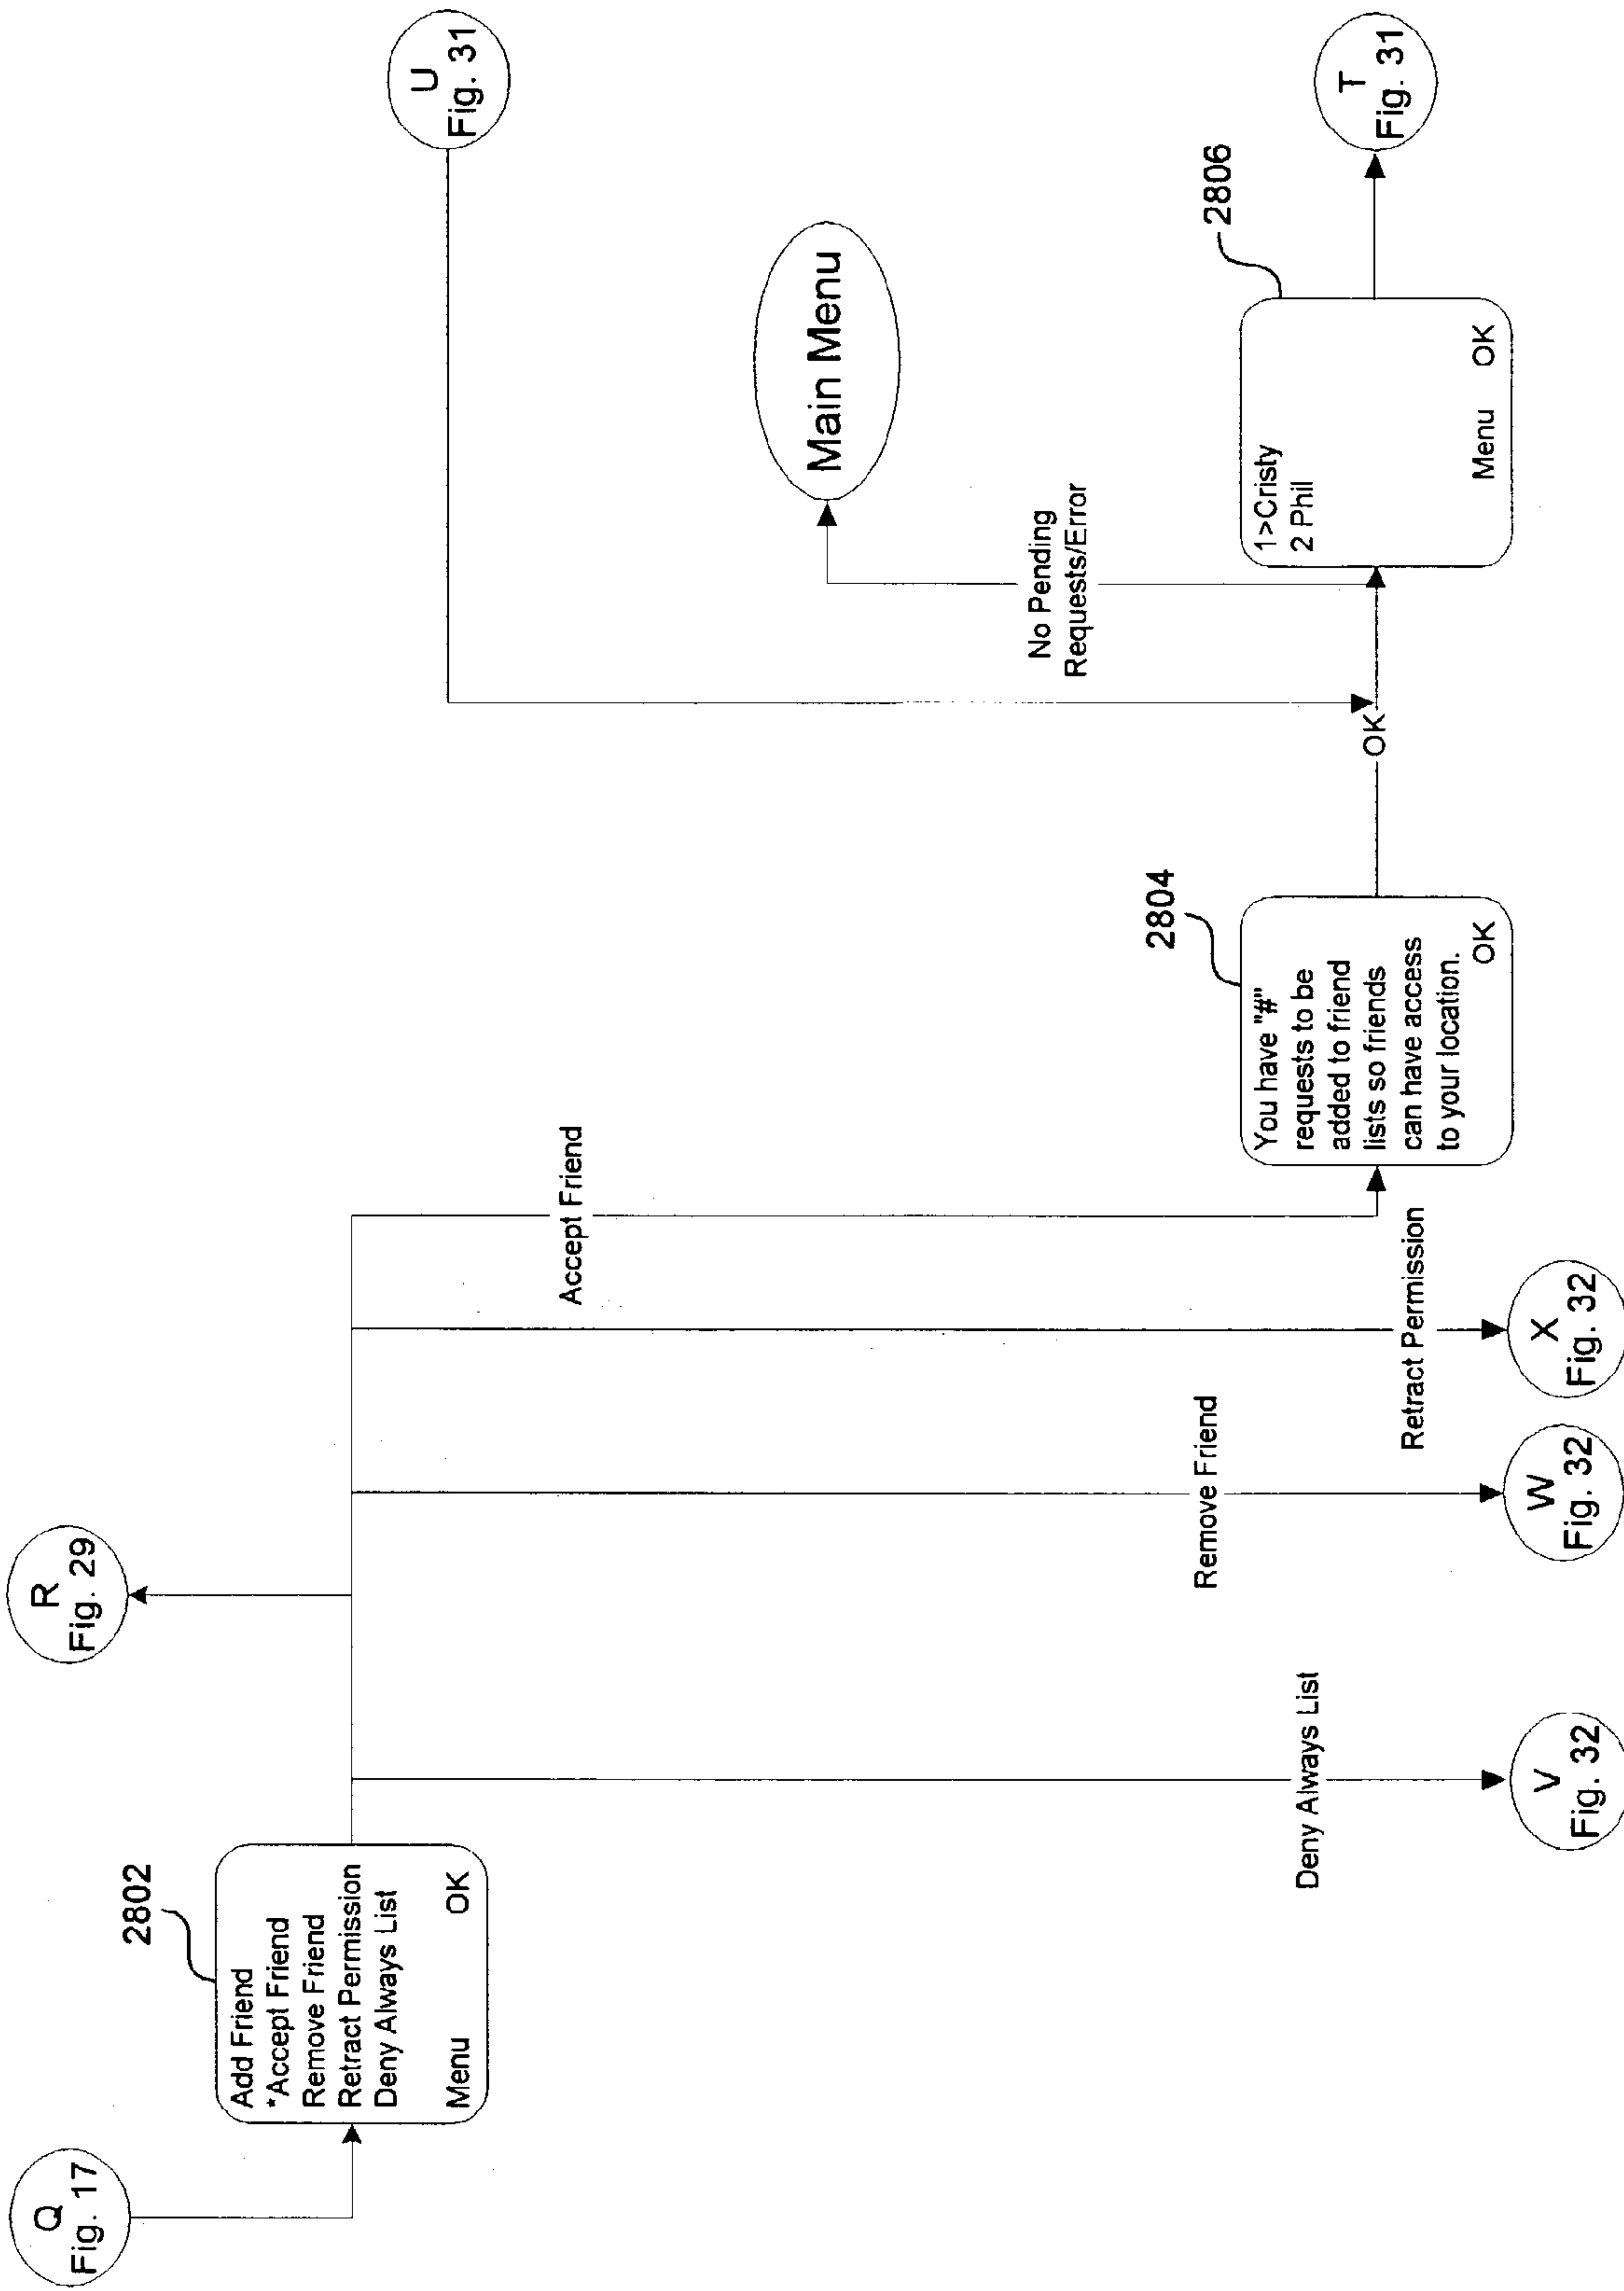 Q
Fig. 17
2802
Add Friend
*Accept Friend
Remove Friend
Retract Permission
Deny Always List
Menu OK
R
Fig. 29
Deny Always List
V
Fig. 32
Remove Friend
W
Fig. 32
Retract Permission
X
Fig. 32
Accept Friend
2804
You have "#"
requests to be
added to friend
lists so friends
can have access
to your location.
OK
OK
No Pending
Requests/Error
Main Menu
U
Fig. 31
2806
1>Cristy
2 Phil
Menu OK
T
Fig. 31